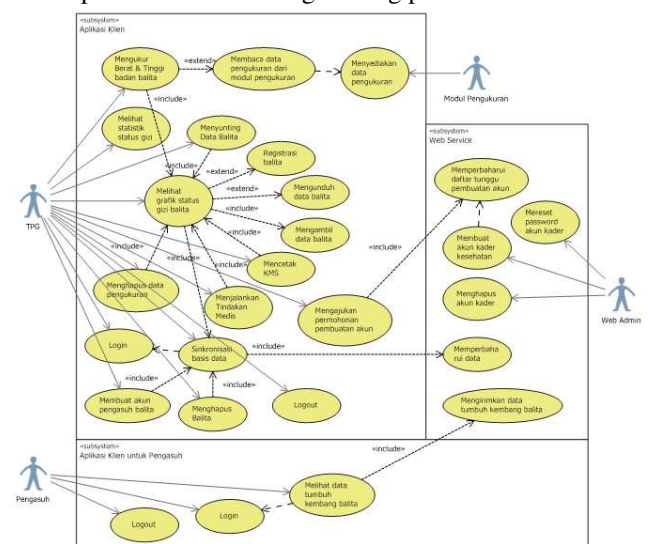 «subsystem»
Aplikasi Klien
Mengukur
Berat & Tinggi
badan balita
«extend»
Membaca data
pengukuran dari
modul pengukuran
Menyediakan
data
pengukuran
Modul Pengukuran
«include»
Melihat
statistik
status gizi
Menyunting
Data Balita
«include»
Registrasi
balita
«extend»
Melihat
grafik status
gizi balita
«extend»
Mengunduh
data balita
«include»
Mengambil
data balita
«include»
Mencetak
KMS
TPG
«include»
«include»
«include»
Menghapus data
pengukuran
Menjalankan
Tindakan
Medis
Mengajukan
permohonan
pembuatan akun
«include»
Login
Sinkronisasi
basis data
«include»
«include»
«include»
Membuat akun
pengasuh balita
Menghapus
Balita
Logout
«subsystem»
Web Service
Memperbaharui
daftar tunggu
pembuatan akun
Mereset
password
akun kader
Membuat
akun kader
kesehatan
Menghapus
akun kader
Web Admin
Memperbaha
rui data
Mengirimkan data
tumbuh kembang balita
«subsystem»
Aplikasi Klien untuk Pengasuh
«include»
Pengasuh
Melihat data
tumbuh
kembang balita
Login
Logout